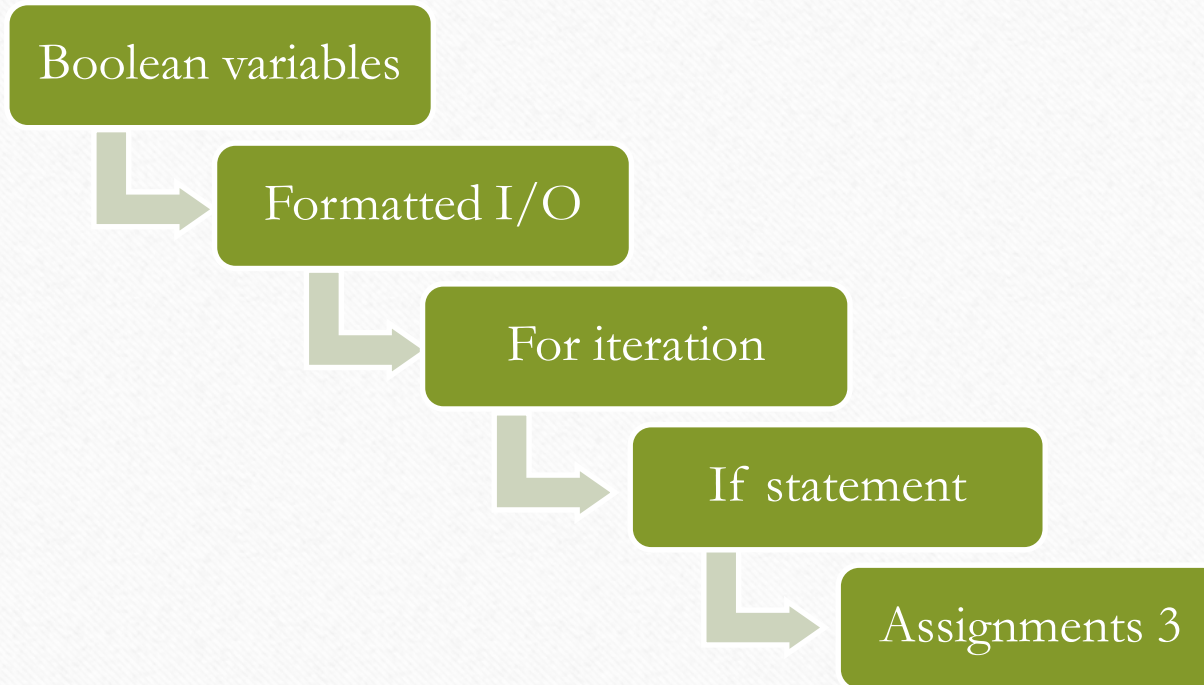 Boolean variables
Formatted I/O
For iteration
If statement
Assignments 3